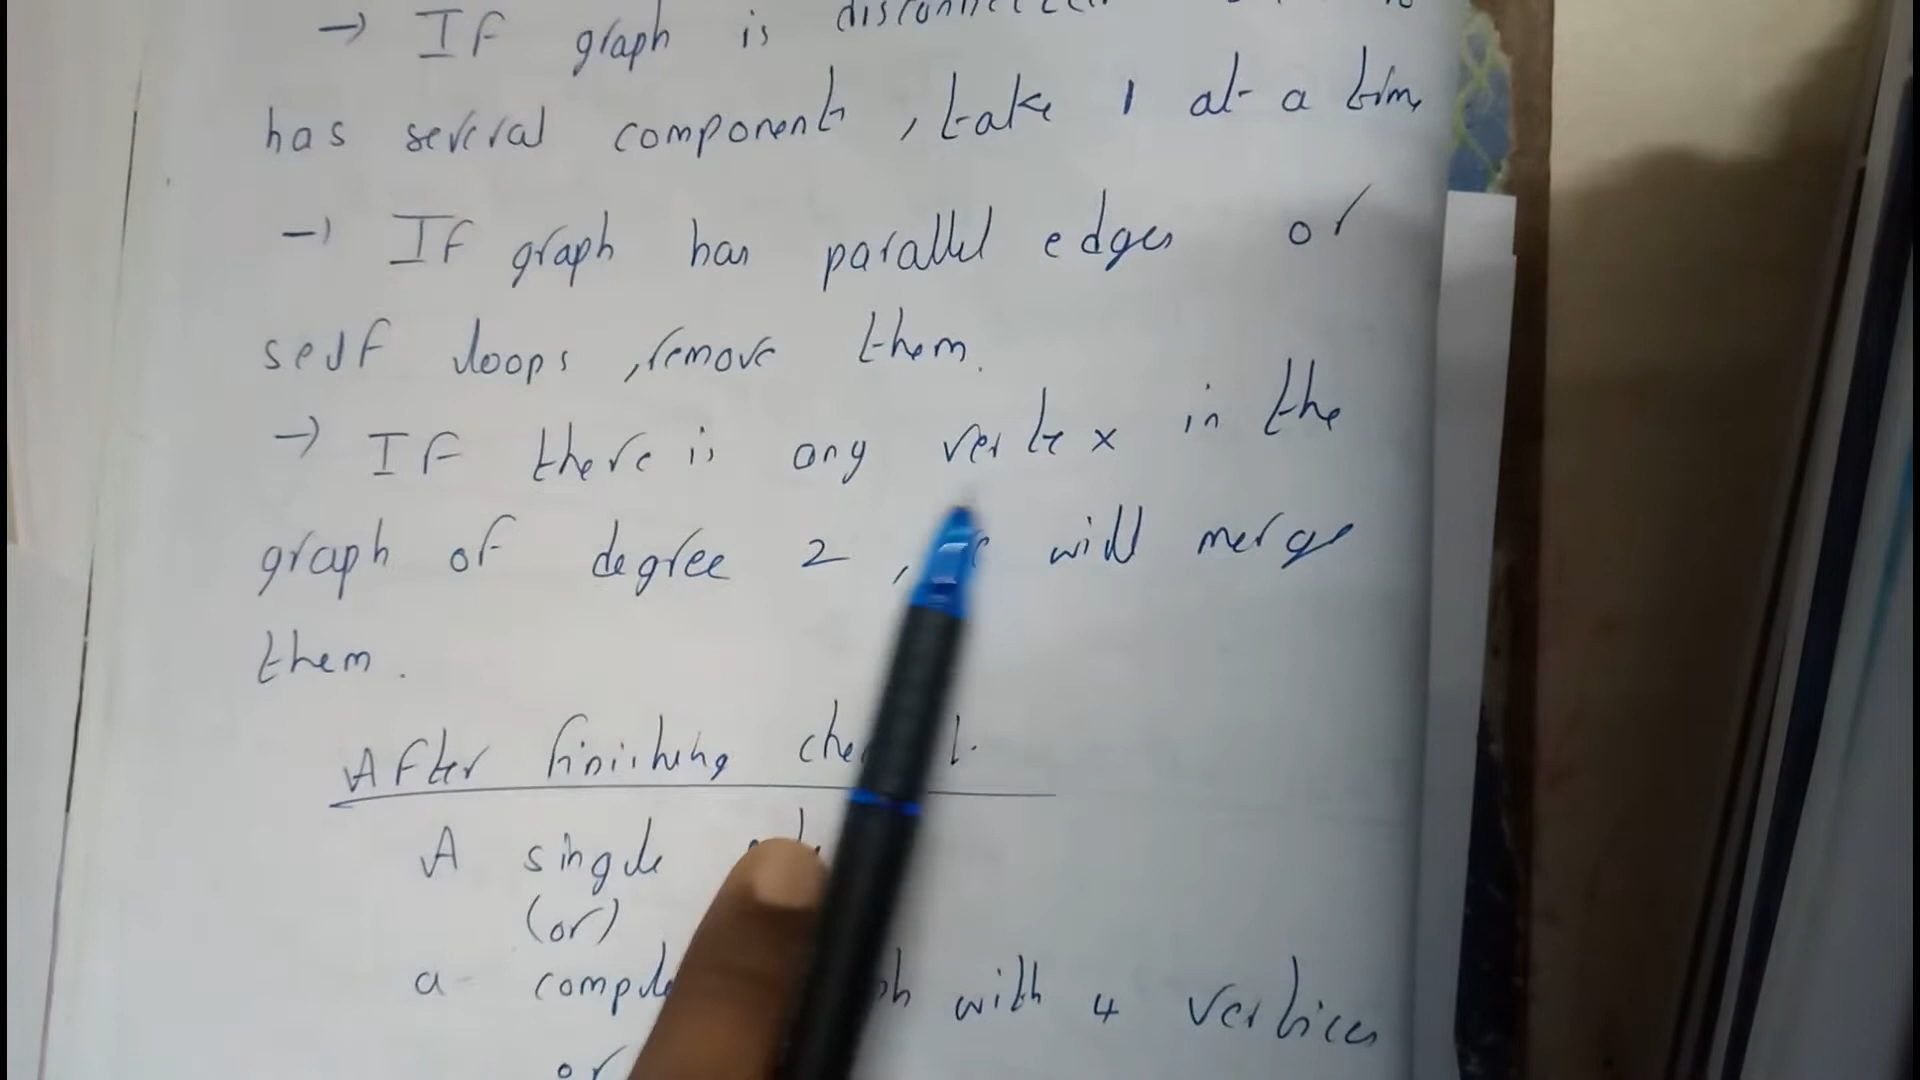 → If graph is
has several component, take 1 at a time
→ If graph has parallel edges or
self loops, remove them.
→ If there is any vertex in the
graph of degree 2, will merge
them.
After finishing
A single
(or)
a with 4 vertices
or